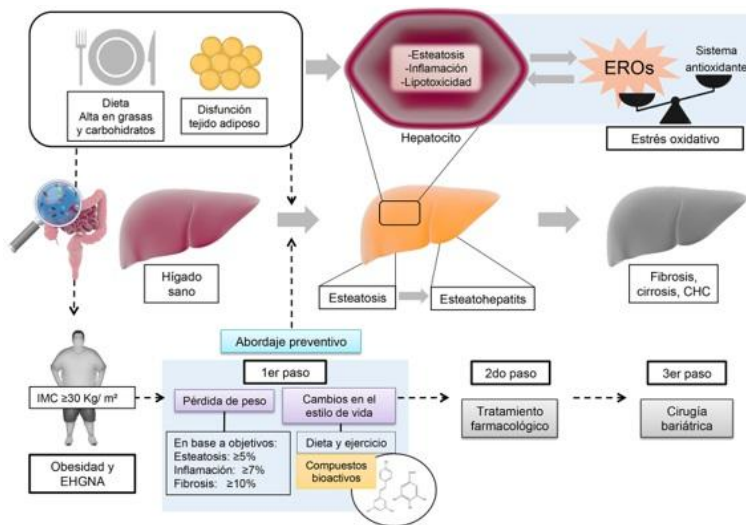 Dieta
Alta en grasas
y carbohidratos
Disfunción
tejido adiposo
-Esteatosis
-Inflamación
-Lipotoxicidad
Hepatocito
EROs
Sistema
antioxidante
Estrés oxidativo
Hígado
sano
Esteatosis
Esteatohepatits
Fibrosis,
cirrosis, CHC
Abordaje preventivo
IMC ≥30 Kg/ m²
Obesidad y
EHGNA
1er paso
Pérdida de peso
En base a objetivos:
Esteatosis: ≥5%
Inflamación: ≥7%
Fibrosis: ≥10%
Cambios en el
estilo de vida
Dieta y ejercicio
Compuestos
bioactivos
2do paso
Tratamiento
farmacológico
3er paso
Cirugía
bariátrica